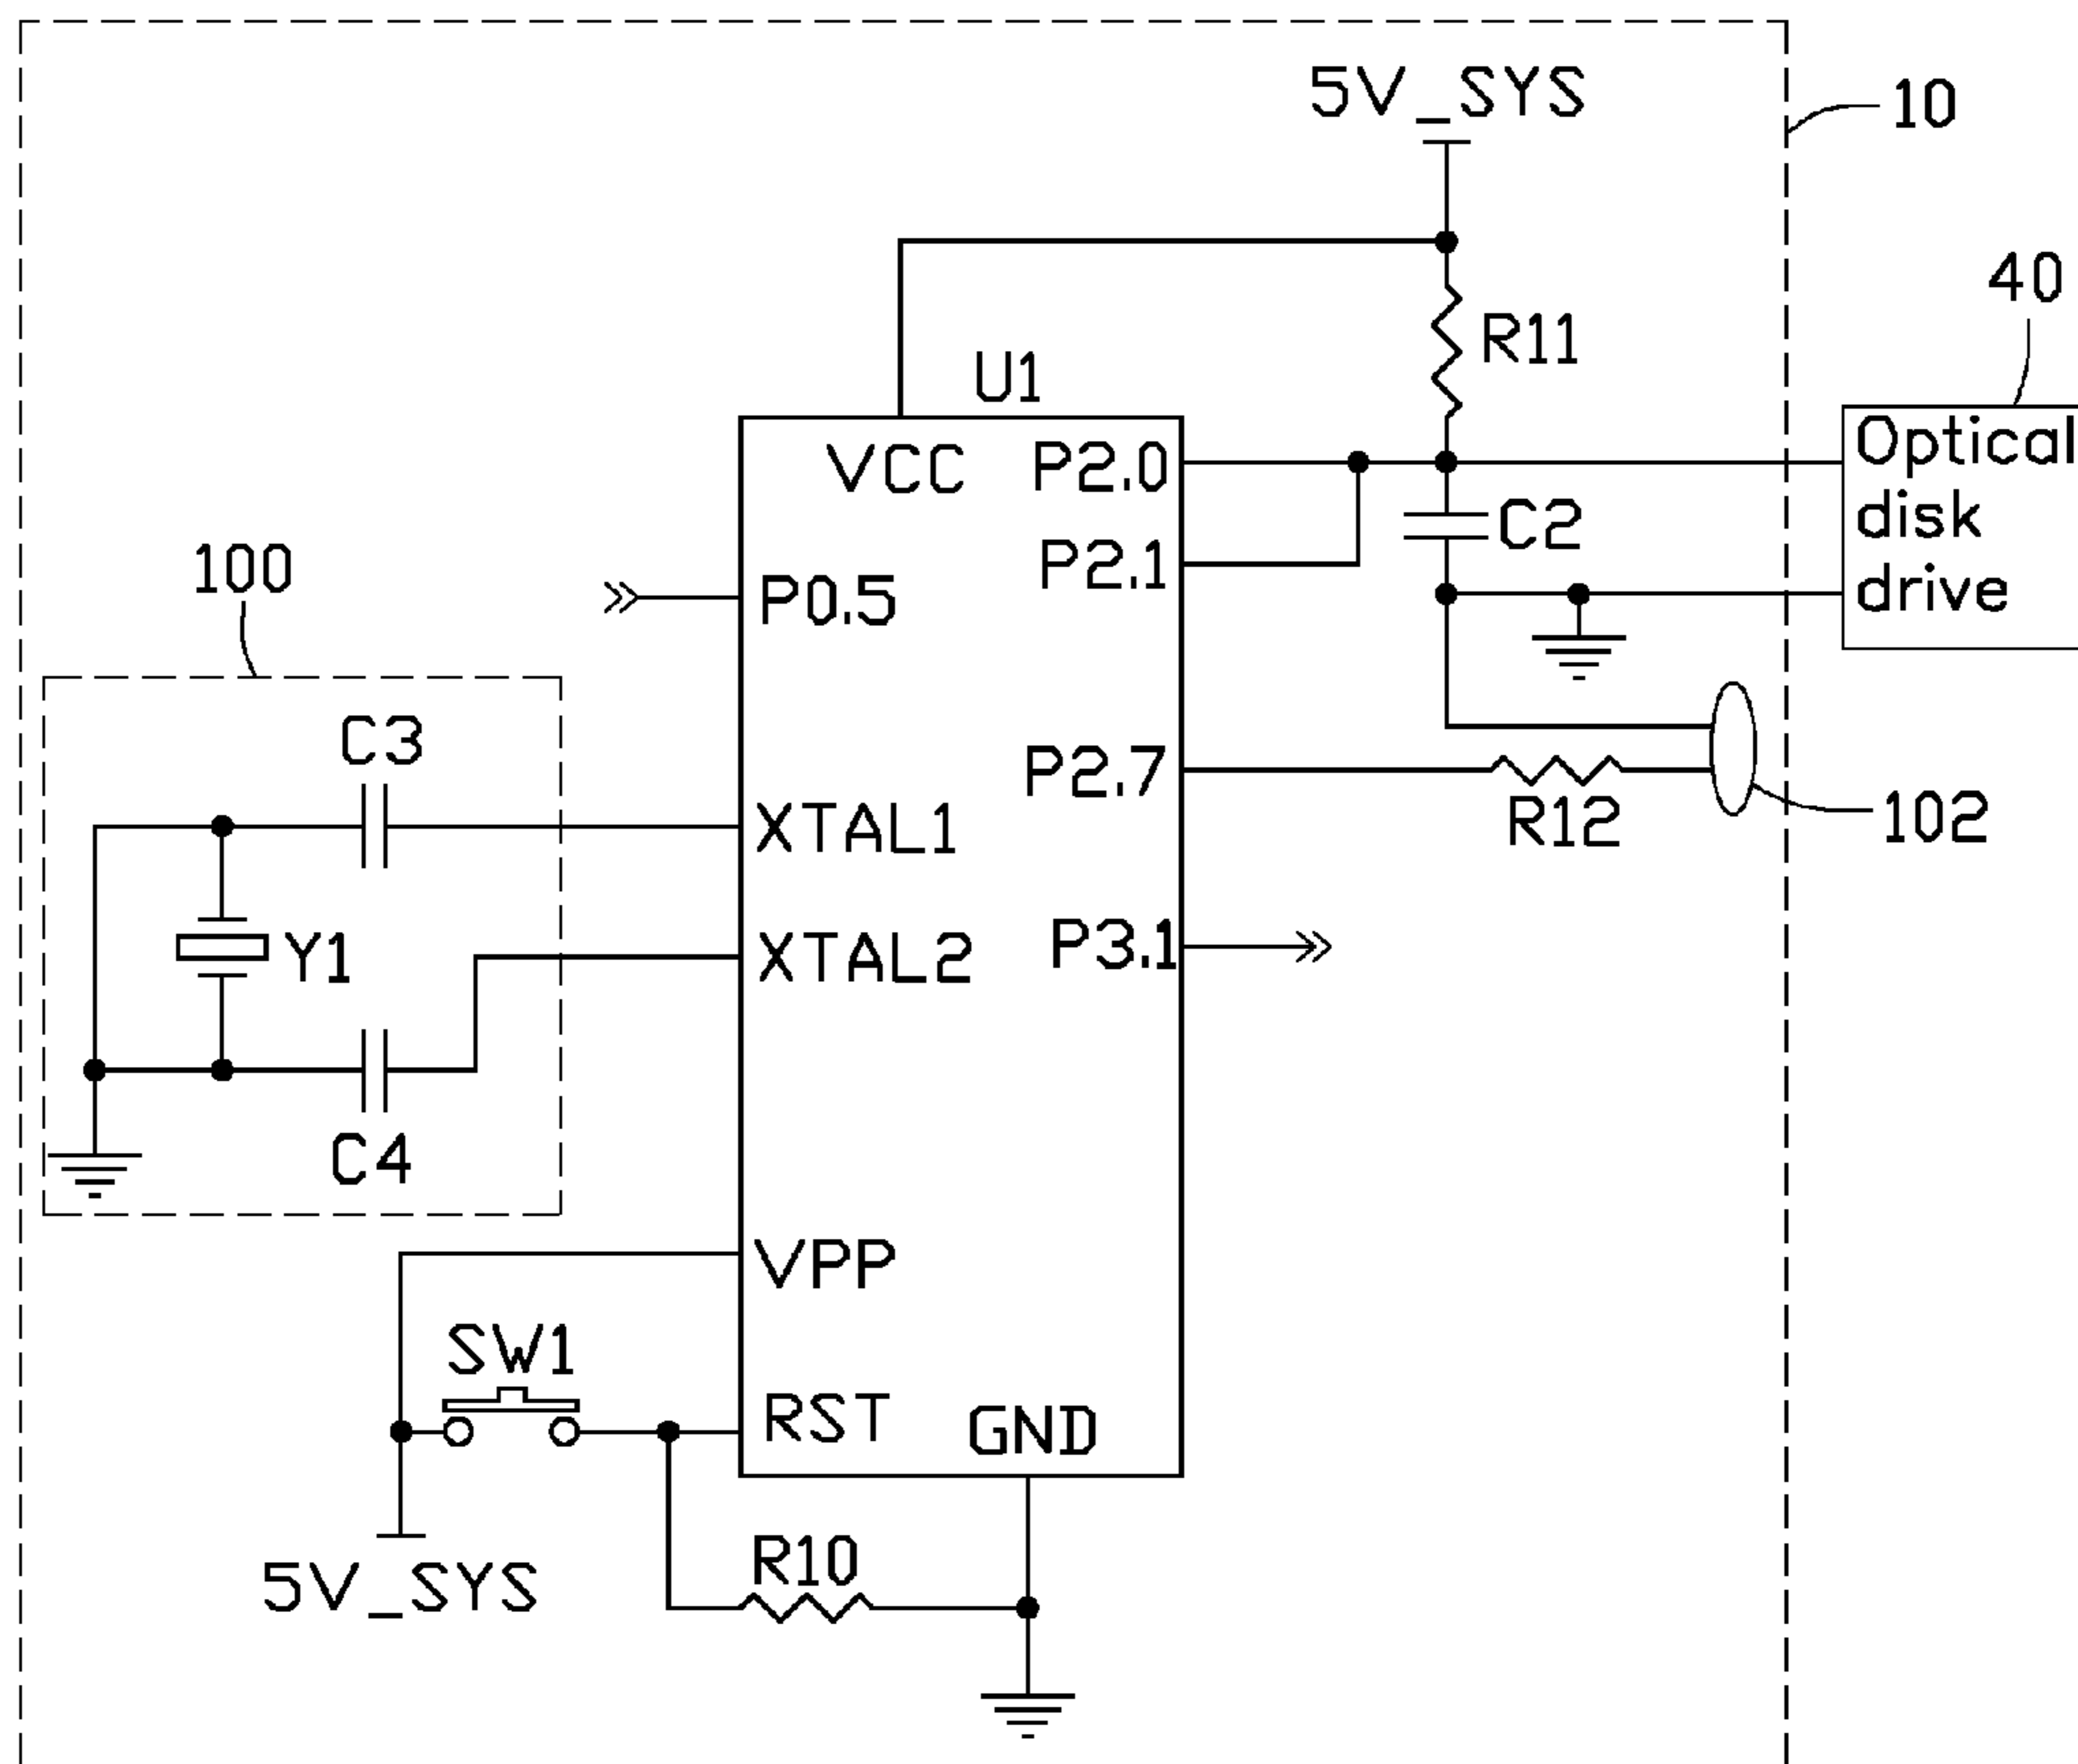 5V_SYS
10
40
R11
U1
VCC
P2.0
Optical
disk
drive
C2
P2.1
100
P0.5
C3
P2.7
R12
102
XTAL1
Y1
XTAL2
P3.1
C4
VPP
SW1
RST
GND
R10
5V_SYS